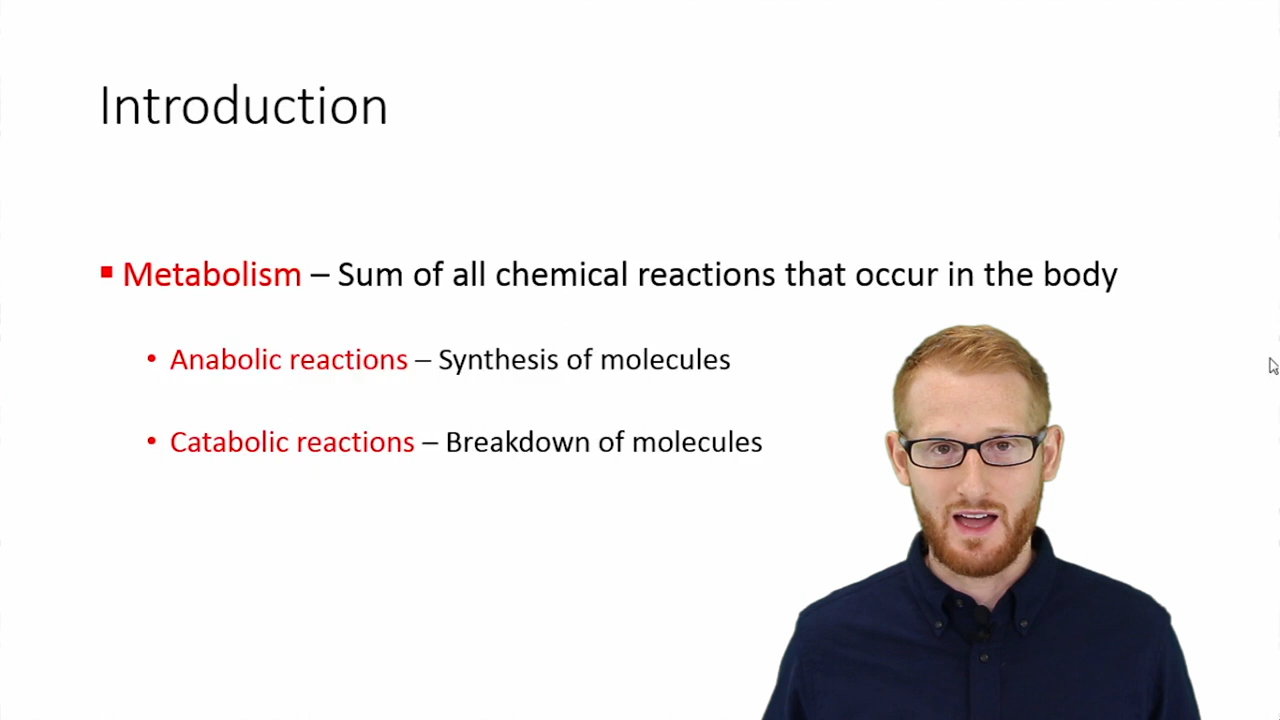 Introduction
▪ Metabolism – Sum of all chemical reactions that occur in the body
• Anabolic reactions – Synthesis of molecules
• Catabolic reactions – Breakdown of molecules